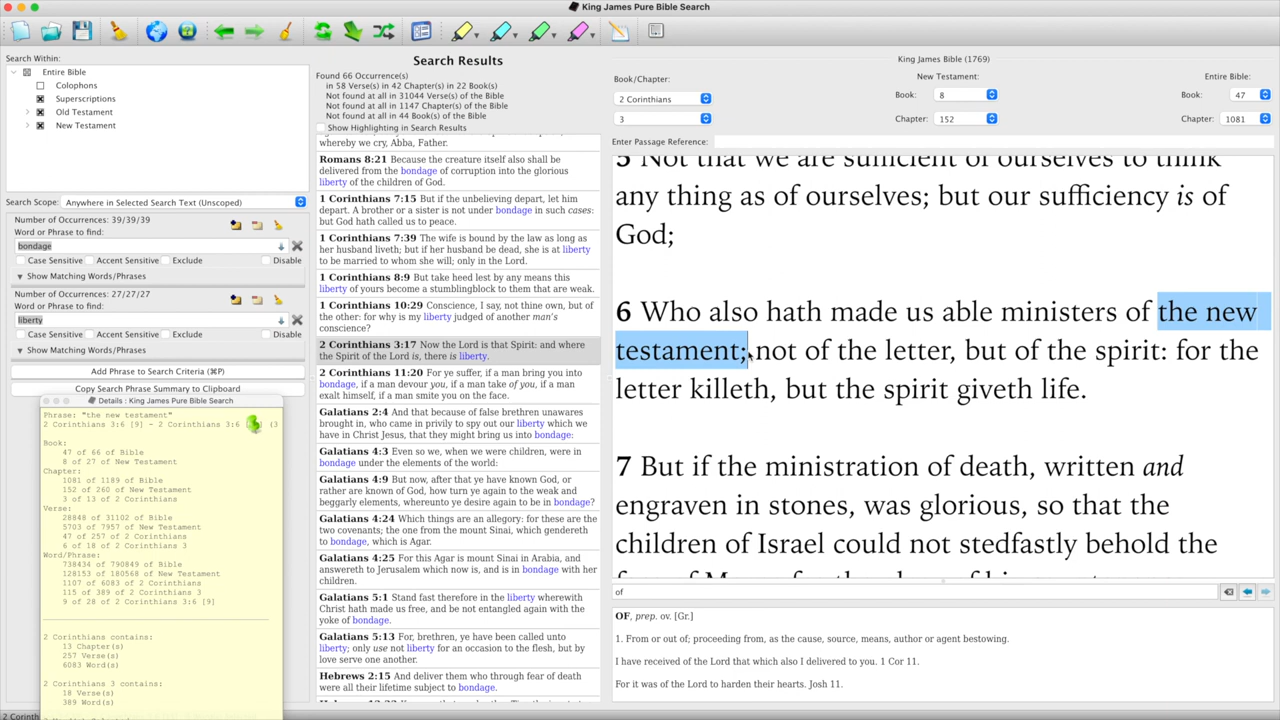 King James Pure Bible Search
Search Within:
Entire Bible
Colophons
Superscriptions
Old Testament
New Testament
Search Scope: Anywhere in Selected Search Text (Unscoped)
Number of Occurrences: 39/39/39
Word or Phrase to find:
bondage
Case Sensitive Accent Sensitive Exclude Disable
Show Matching Words/Phrases
Number of Occurrences: 27/27/27
Word or Phrase to find:
liberty
Case Sensitive Accent Sensitive Exclude Disable
Show Matching Words/Phrases
Add Phrase to Search Criteria (⌘P)
Copy Search Phrase Summary to Clipboard
Details : King James Pure Bible Search
Phrase: "the new testament"
2 Corinthians 3:6 [9] - 2 Corinthians 3:6 (3
Book:
47 of 66 of Bible
8 of 27 of New Testament
Chapter:
1081 of 1189 of Bible
152 of 260 of New Testament
3 of 13 of 2 Corinthians
Verse:
28848 of 31102 of Bible
5703 of 7957 of New Testament
47 of 257 of 2 Corinthians
6 of 18 of 2 Corinthians 3
Word/Phrase:
738434 of 790849 of Bible
128153 of 180568 of New Testament
1107 of 6083 of 2 Corinthians
115 of 389 of 2 Corinthians 3
9 of 28 of 2 Corinthians 3:6 [9]
2 Corinthians contains:
13 Chapter(s)
257 Verse(s)
6083 Word(s)
2 Corinthians 3 contains:
18 Verse(s)
389 Word(s)
Search Results
Found 66 Occurrence(s)
in 58 Verse(s) in 42 Chapter(s) in 22 Book(s)
Not found at all in 31044 Verse(s) of the Bible
Not found at all in 1147 Chapter(s) of the Bible
Not found at all in 44 Book(s) of the Bible
Show Highlighting in Search Results
whereby we cry, Abba, Father.
Romans 8:21 Because the creature itself also shall be
delivered from the bondage of corruption into the glorious
liberty of the children of God.
1 Corinthians 7:15 But if the unbelieving depart, let him
depart. A brother or a sister is not under bondage in such cases:
but God hath called us to peace.
1 Corinthians 7:39 The wife is bound by the law as long as
her husband liveth; but if her husband be dead, she is at liberty
to be married to whom she will; only in the Lord.
1 Corinthians 8:9 But take heed lest by any means this
liberty of yours become a stumblingblock to them that are weak.
1 Corinthians 10:29 Conscience, I say, not thine own, but of
the other: for why is my liberty judged of another man's
conscience?
2 Corinthians 3:17 Now the Lord is that Spirit: and where
the Spirit of the Lord is, there is liberty.
2 Corinthians 11:20 For ye suffer, if a man bring you into
bondage, if a man devour you, if a man take of you, if a man
exalt himself, if a man smite you on the face.
Galatians 2:4 And that because of false brethren unawares
brought in, who came in privily to spy out our liberty which we
have in Christ Jesus, that they might bring us into bondage:
Galatians 4:3 Even so we, when we were children, were in
bondage under the elements of the world:
Galatians 4:9 But now, after that ye have known God, or
rather are known of God, how turn ye again to the weak and
beggarly elements, whereunto ye desire again to be in bondage?
Galatians 4:24 Which things are an allegory: for these are the
two covenants; the one from the mount Sinai, which gendereth
to bondage, which is Agar.
Galatians 4:25 For this Agar is mount Sinai in Arabia, and
answereth to Jerusalem which now is, and is in bondage with her
children.
Galatians 5:1 Stand fast therefore in the liberty wherewith
Christ hath made us free, and be not entangled again with the
yoke of bondage.
Galatians 5:13 For, brethren, ye have been called unto
liberty; only use not liberty for an occasion to the flesh, but by
love serve one another.
Hebrews 2:15 And deliver them who through fear of death
were all their lifetime subject to bondage.
King James Bible (1769)
Book/Chapter:
2 Corinthians
3
New Testament:
Book: 8
Chapter: 152
Entire Bible:
Book: 47
Chapter: 1081
Enter Passage Reference:
5 Not that we are sufficient of ourselves to think
any thing as of ourselves; but our sufficiency is of
God;
6 Who also hath made us able ministers of the new
testament; not of the letter, but of the spirit: for the
letter killeth, but the spirit giveth life.
7 But if the ministration of death, written and
engraven in stones, was glorious, so that the
children of Israel could not stedfastly behold the
of
OF, prep. ov. [Gr.]
1. From or out of; proceeding from, as the cause, source, means, author or agent bestowing.
I have received of the Lord that which also I delivered to you. 1 Cor 11.
For it was of the Lord to harden their hearts. Josh 11.